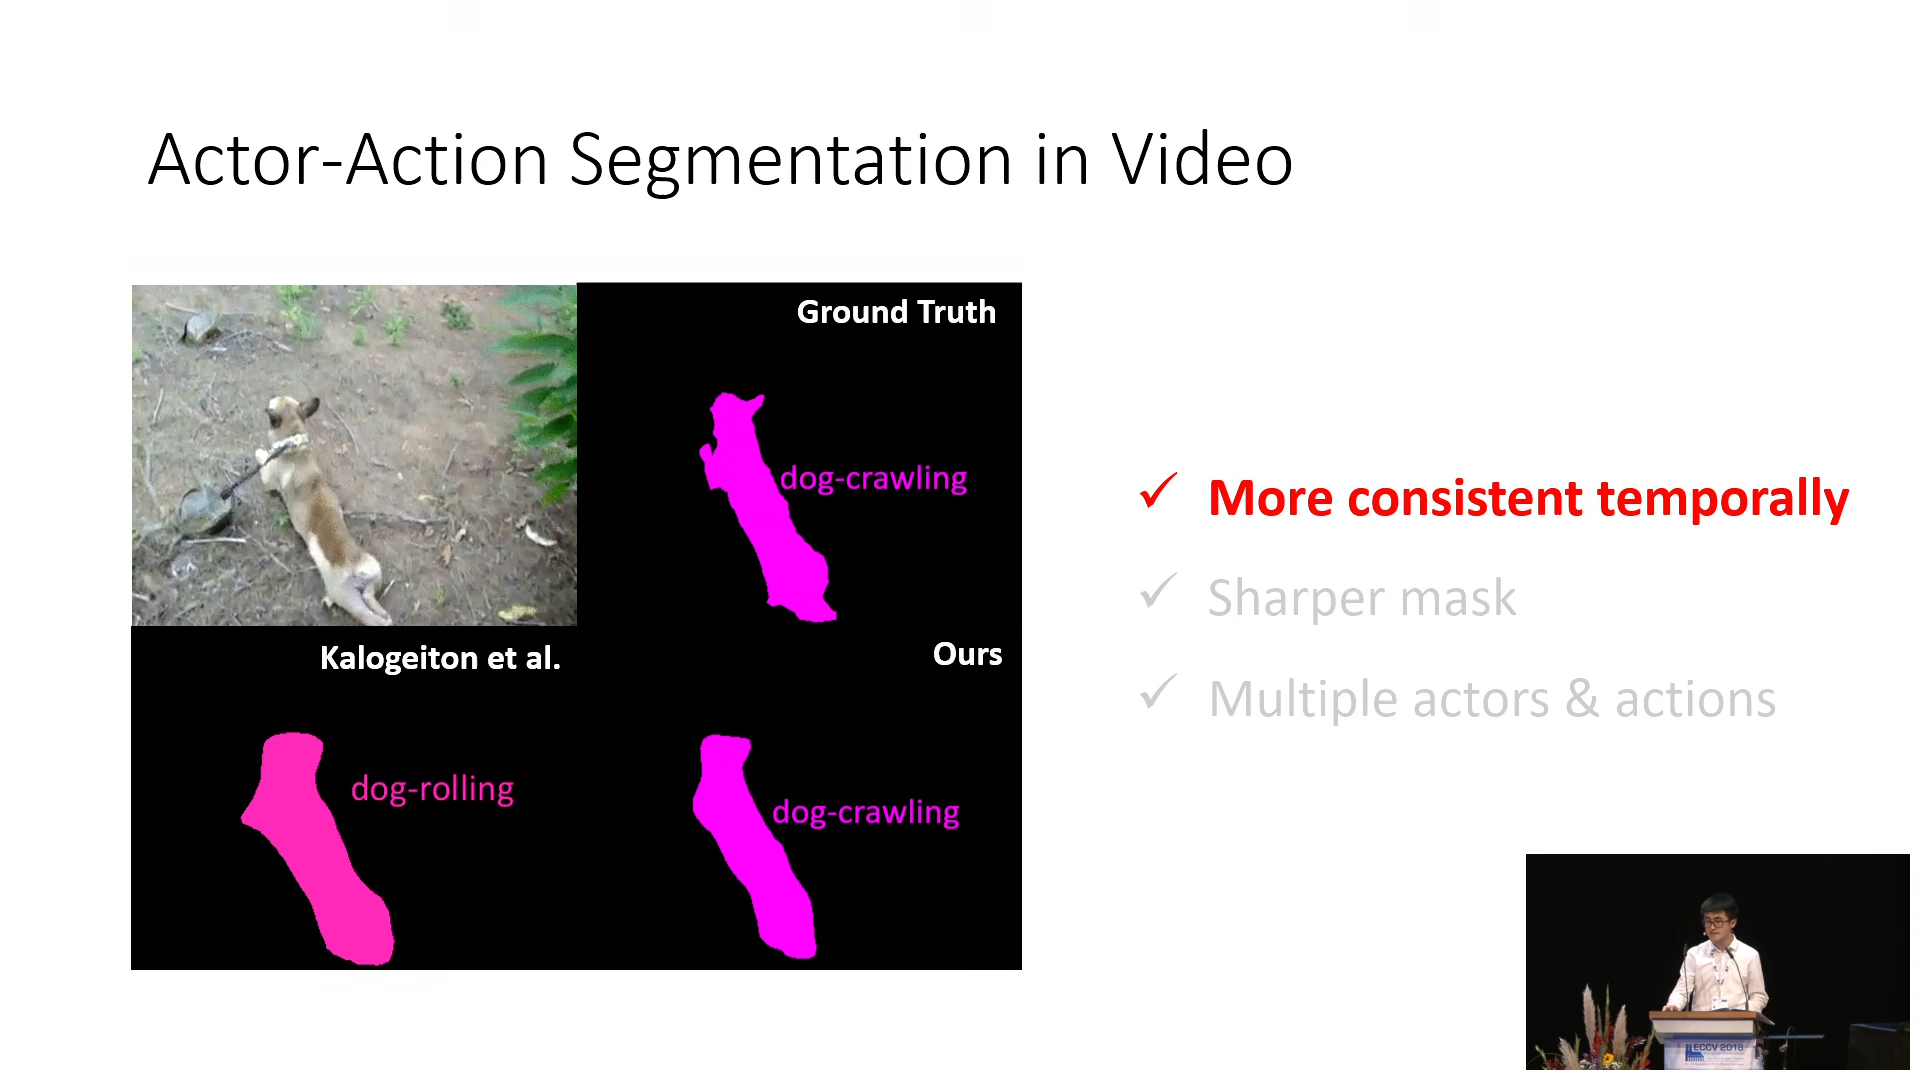 Actor-Action Segmentation in Video
Ground Truth
dog-crawling
Kalogeiton et al.
Ours
dog-rolling
dog-crawling
✓ More consistent temporally
✓ Sharper mask
✓ Multiple actors & actions
ECCV 2018